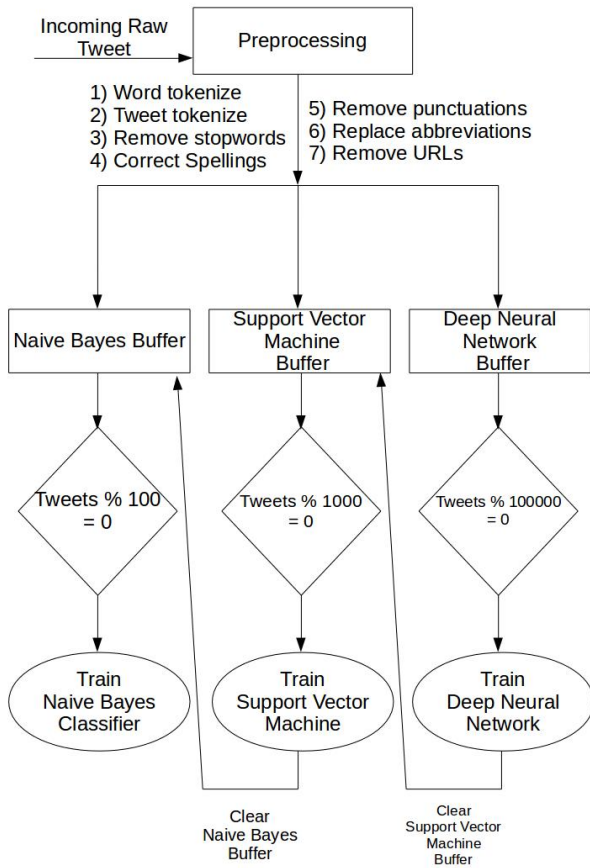 Incoming Raw
Tweet
Preprocessing
1) Word tokenize
2) Tweet tokenize
3) Remove stopwords
4) Correct Spellings
5) Remove punctuations
6) Replace abbreviations
7) Remove URLs
Naive Bayes Buffer
Support Vector
Machine
Buffer
Deep Neural
Network
Buffer
Tweets % 100
= 0
Tweets % 1000
= 0
Tweets % 100000
= 0
Train
Naive Bayes
Classifier
Train
Support Vector
Machine
Train
Deep Neural
Network
Clear
Naive Bayes
Buffer
Clear
Support Vector
Machine
Buffer